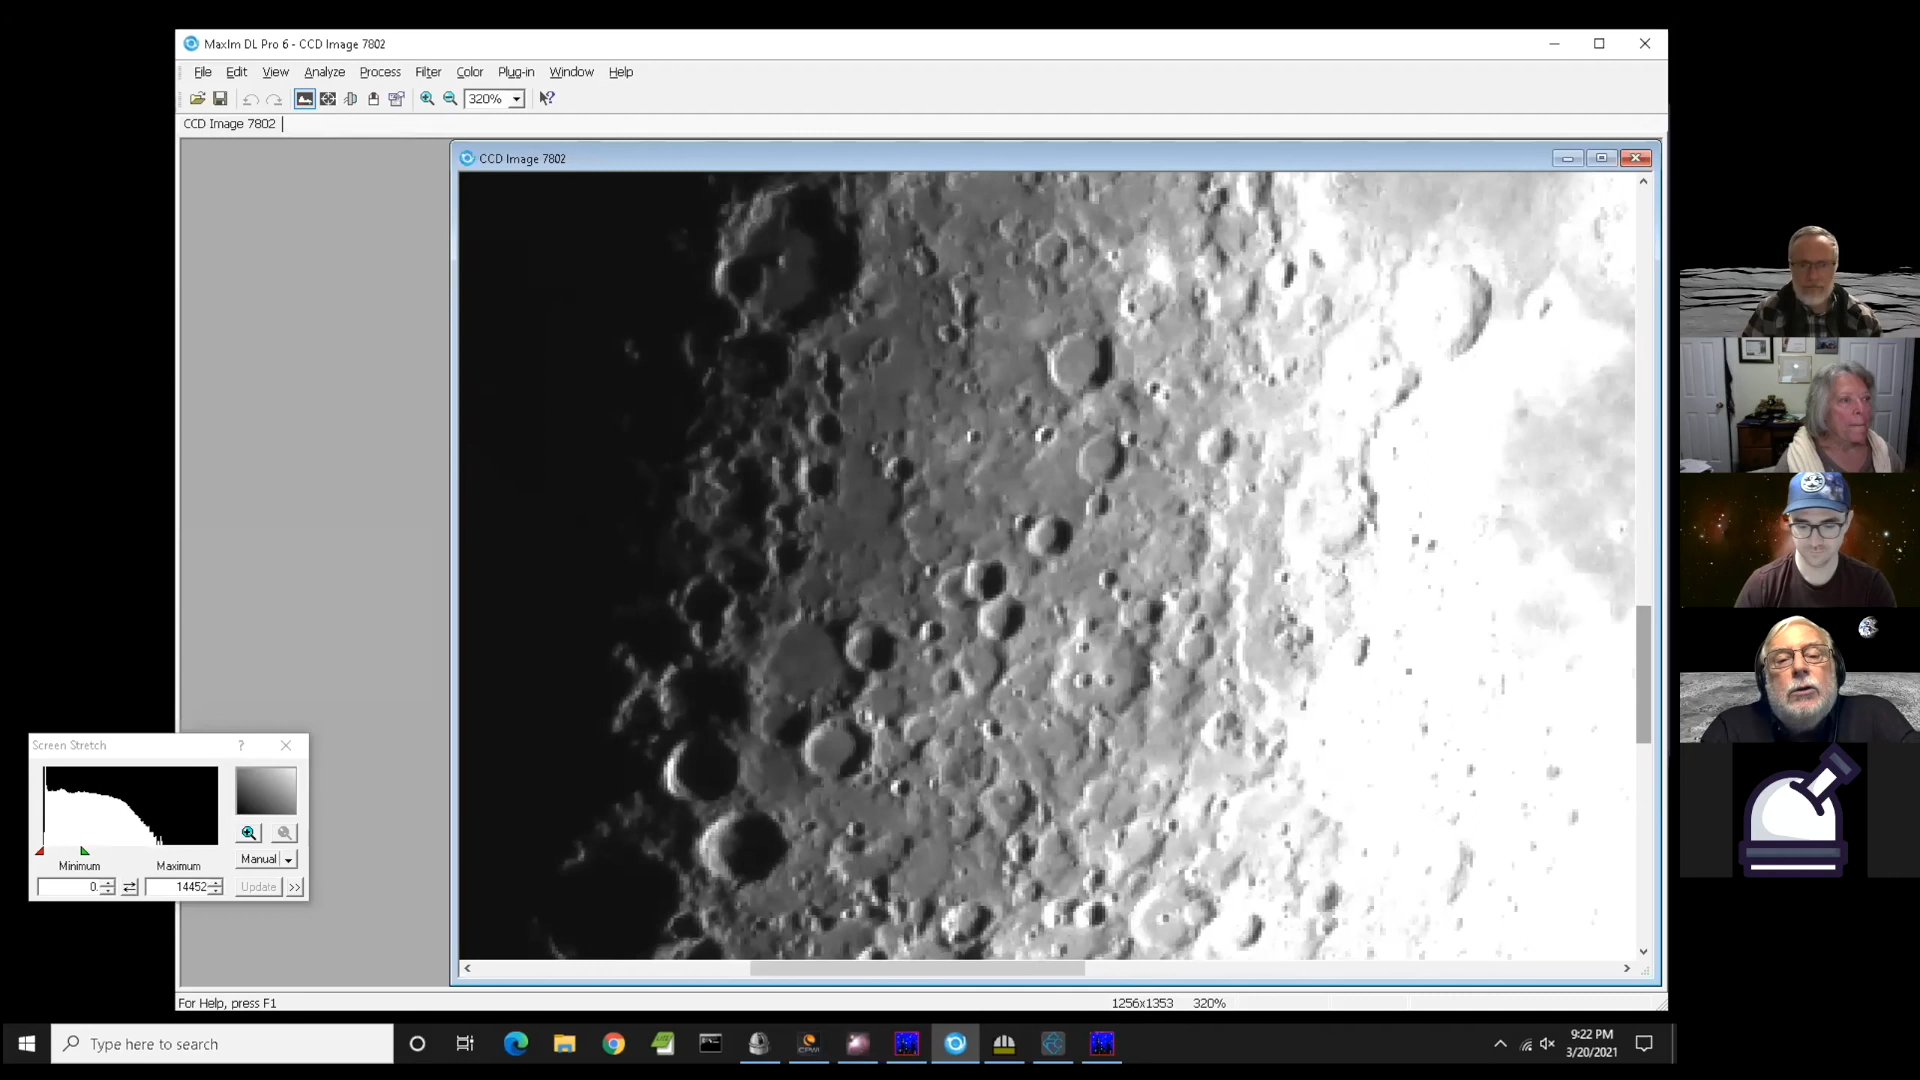 MaxIm DL Pro 6 - CCD Image 7802
File Edit View Analyze Process Filter Color Plug-in Window Help
320%
CCD Image 7802
CCD Image 7802
Screen Stretch
?
Manual
Minimum Maximum
0. 14452 Update >>
For Help, press F1
1256x1353 320%
Type here to search
9:22 PM
3/20/2021